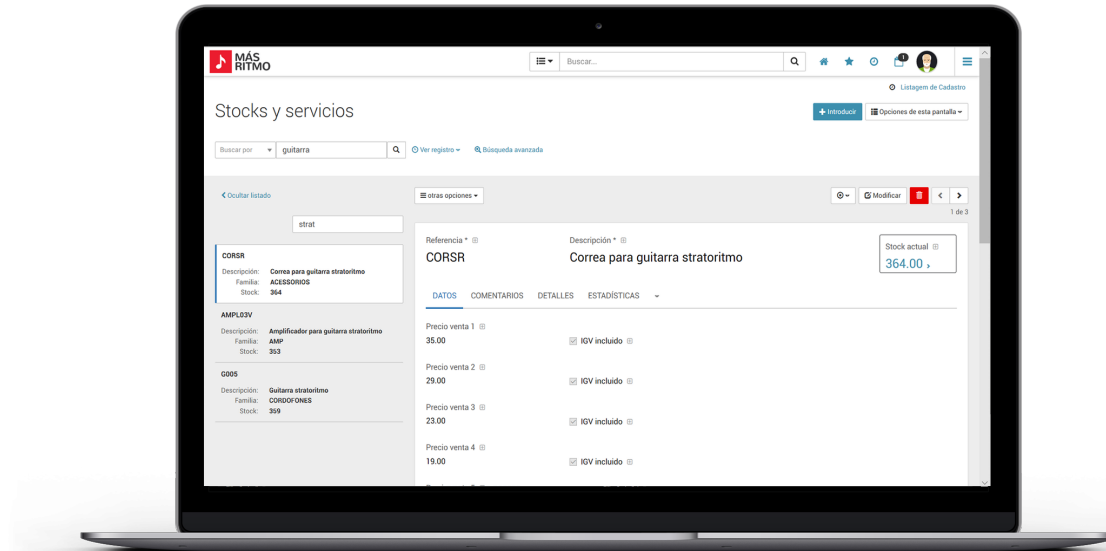 MÁS
RITMO
Buscar...
1
Listagem de Cadastro
Stocks y servicios
Introducir
Opciones de esta pantalla
Buscar por
guitarra
Ver registro
Búsqueda avanzada
Ocultar listado
otras opciones
Modificar
1 de 3
strat
Referencia *
Descripción *
Stock actual
CORSR
Correa para guitarra stratoritmo
364.00
CORSR
Descripción: Correa para guitarra stratoritmo
Familia: ACESSORIOS
Stock: 364
DATOS COMENTARIOS DETALLES ESTADÍSTICAS
AMPL03V
Descripción: Amplificador para guitarra stratoritmo
Familia: AMP
Stock: 353
G005
Descripción: Guitarra stratoritmo
Familia: CORDOFONES
Stock: 359
Precio venta 1
35.00 IGV incluido
Precio venta 2
29.00 IGV incluido
Precio venta 3
23.00 IGV incluido
Precio venta 4
19.00 IGV incluido